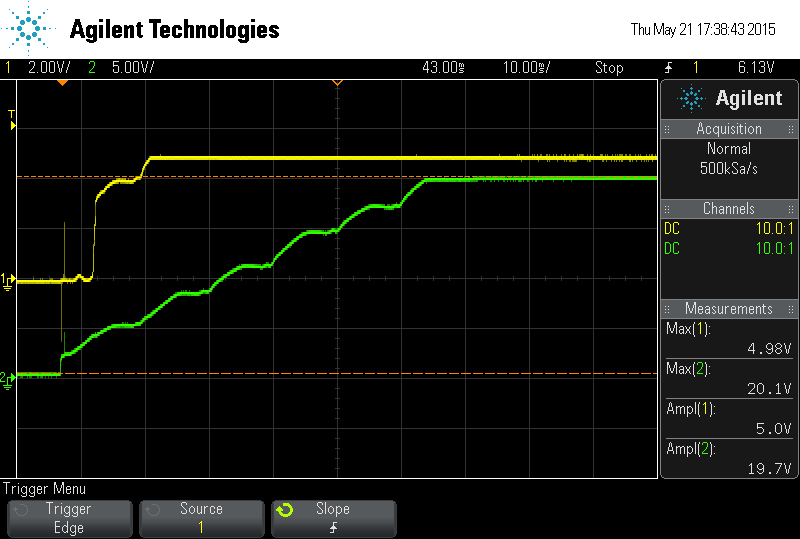 Agilent Technologies
Thu May 21 17:38:43 2015
1 2.00V/ 2 5.00V/ 43.00ms 10.00ms/ Stop 1 6.13V
T
1
2
Agilent
Acquisition
Normal
500kSa/s
Channels
DC 10.0:1
DC 10.0:1
Measurements
Max(1):
4.98V
Max(2):
20.1V
Ampl(1):
5.0V
Ampl(2):
19.7V
Trigger Menu
Trigger
Edge
Source
1
Slope